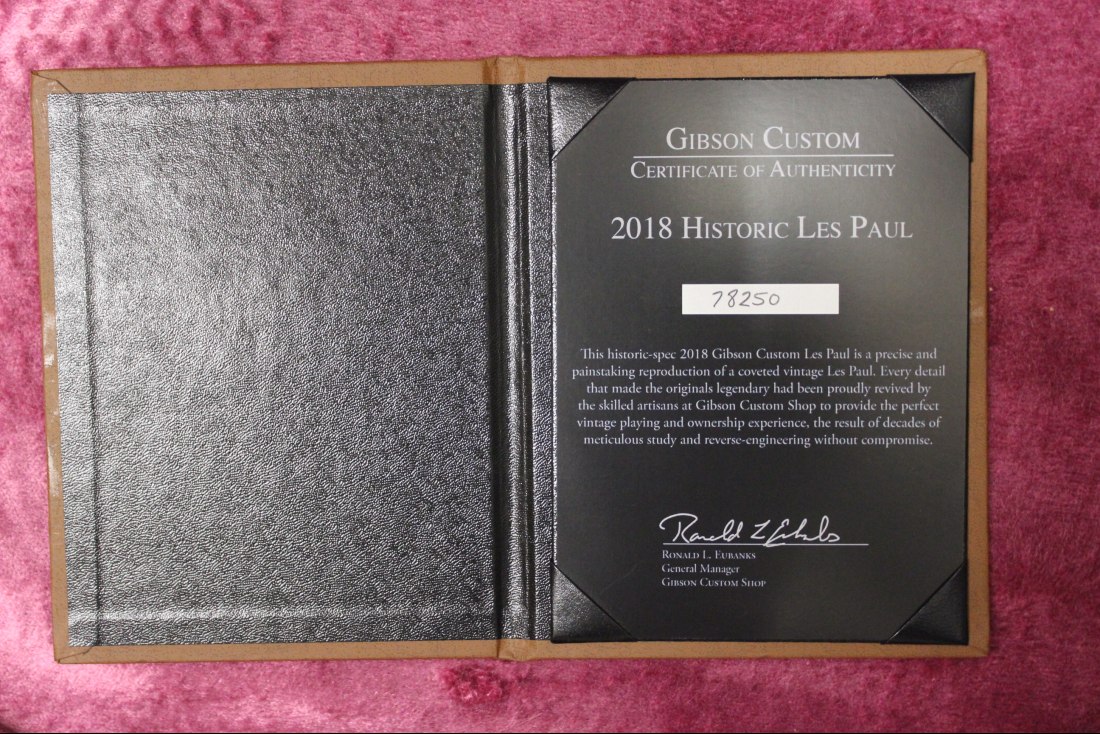 GIBSON CUSTOM
CERTIFICATE OF AUTHENTICITY
2018 HISTORIC LES PAUL
78250
This historic-spec 2018 Gibson Custom Les Paul is a precise and
painstaking reproduction of a coveted vintage Les Paul. Every detail
that made the originals legendary had been proudly revived by
the skilled artisans at Gibson Custom Shop to provide the perfect
vintage playing and ownership experience, the result of decades of
meticulous study and reverse-engineering without compromise.
Ronald L Eubanks
RONALD L. EUBANKS
General Manager
GIBSON CUSTOM SHOP